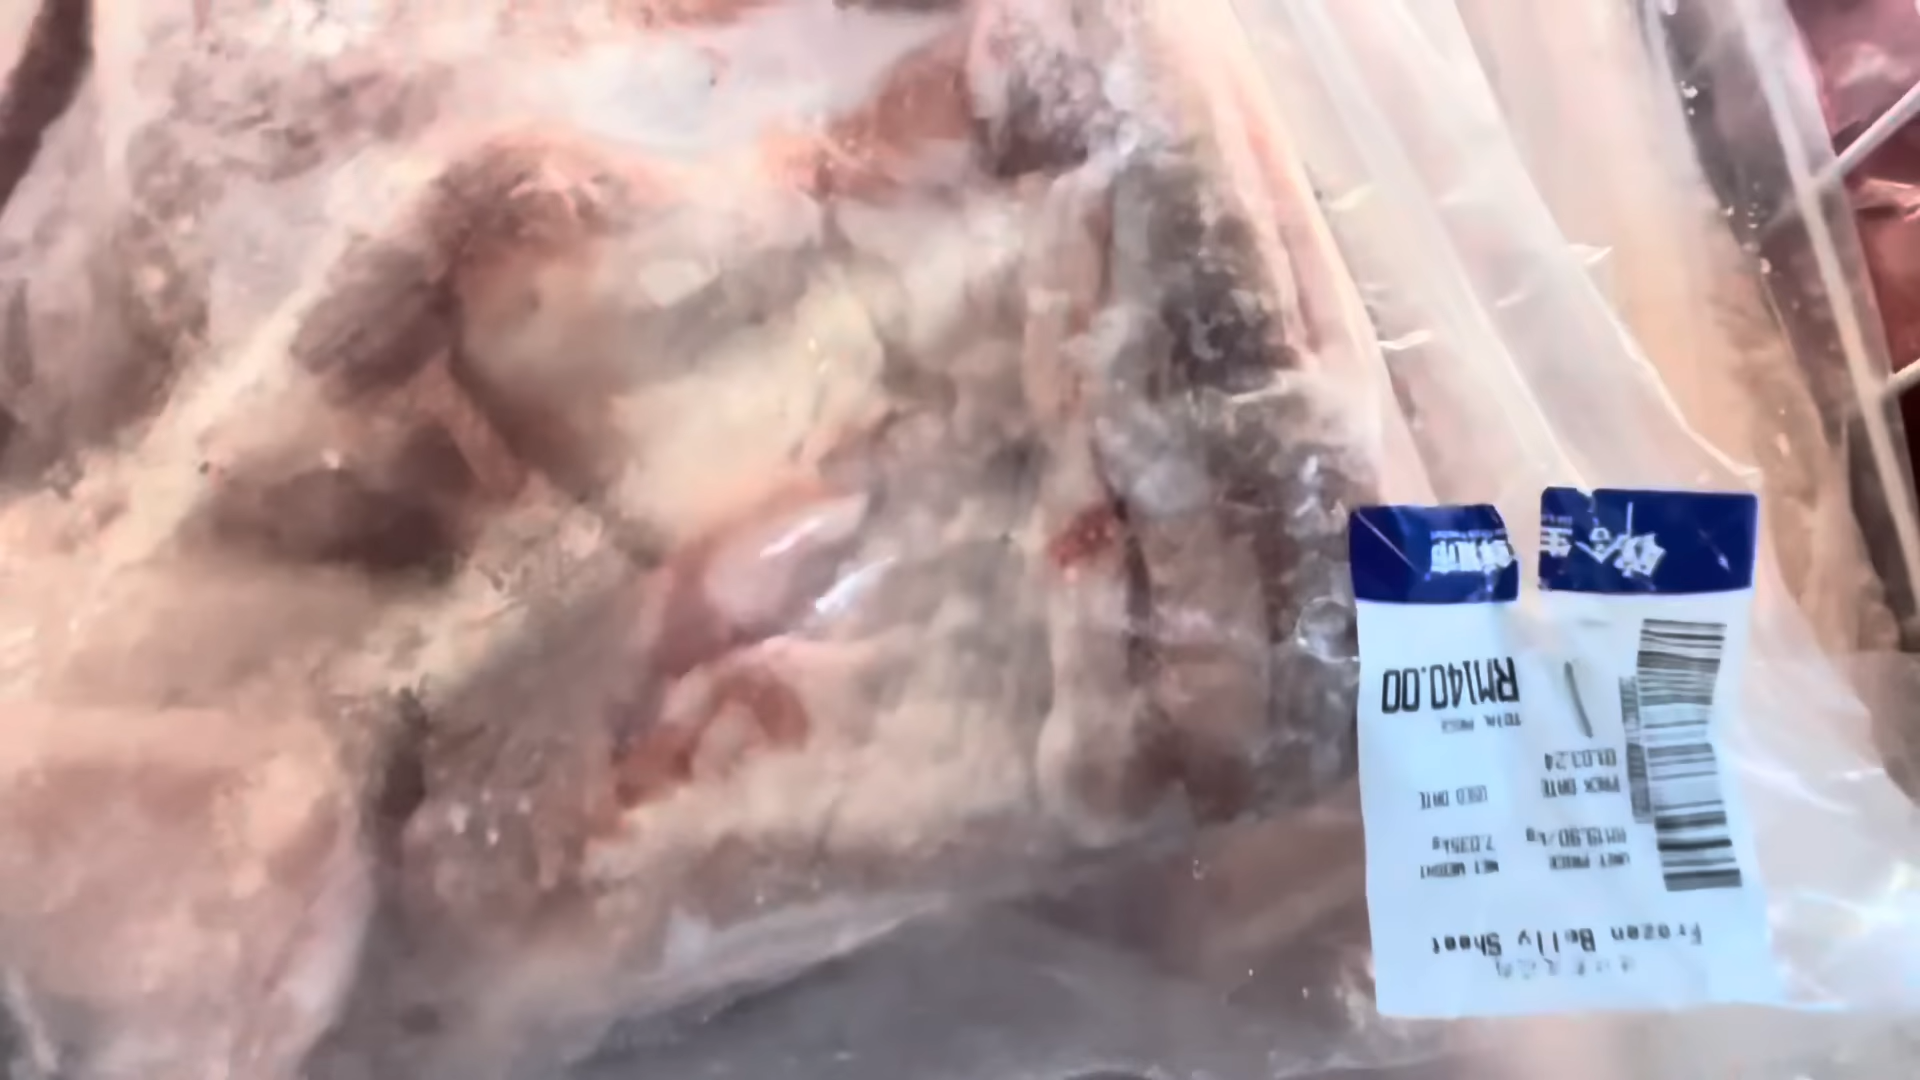 Frozen Belly Sheet
UNIT PRICE
NET WEIGHT
RM19.90/kg
7.035kg
PACK DATE
USED DATE
01.03.24
TOTAL PRICE
RM140.00